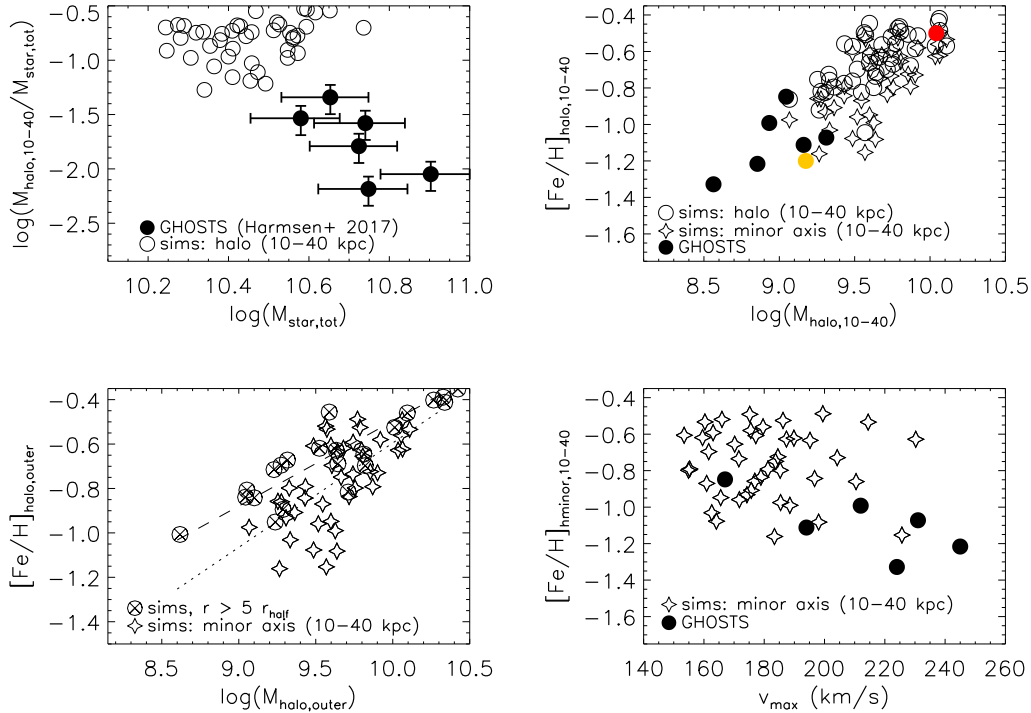 log(M_halo,10−40/M_star,tot)
−0.5
−1.0
−1.5
−2.0
−2.5
GHOSTS (Harmsen+ 2017)
sims: halo (10−40 kpc)
10.2 10.4 10.6 10.8 11.0
log(M_star,tot)
[Fe/H]_halo,10−40
−0.4
−0.6
−0.8
−1.0
−1.2
−1.4
−1.6
sims: halo (10−40 kpc)
sims: minor axis (10−40 kpc)
GHOSTS
8.5 9.0 9.5 10.0 10.5
log(M_halo,10−40)
[Fe/H]_halo,outer
−0.4
−0.6
−0.8
−1.0
−1.2
−1.4
sims, r > 5 r_half
sims: minor axis (10−40 kpc)
8.5 9.0 9.5 10.0 10.5
log(M_halo,outer)
[Fe/H]_hminor,10−40
−0.4
−0.6
−0.8
−1.0
−1.2
−1.4
−1.6
sims: minor axis (10−40 kpc)
GHOSTS
140 160 180 200 220 240 260
v_max (km/s)